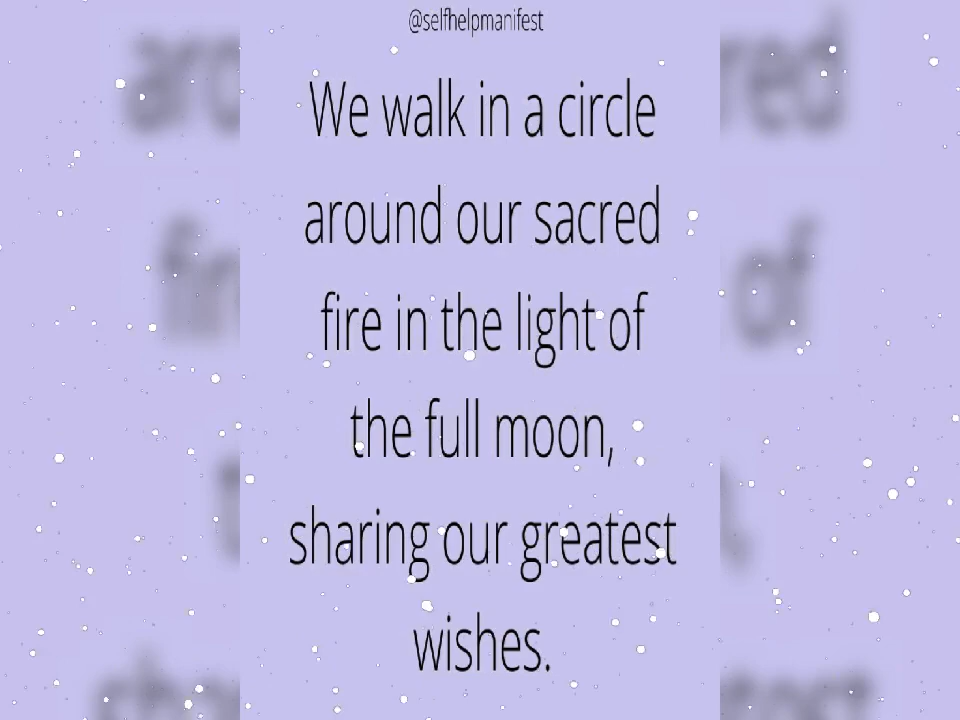 @selfhelpmanifest
We walk in a circle
around our sacred
fire in the light of
the full moon,
sharing our greatest
wishes.